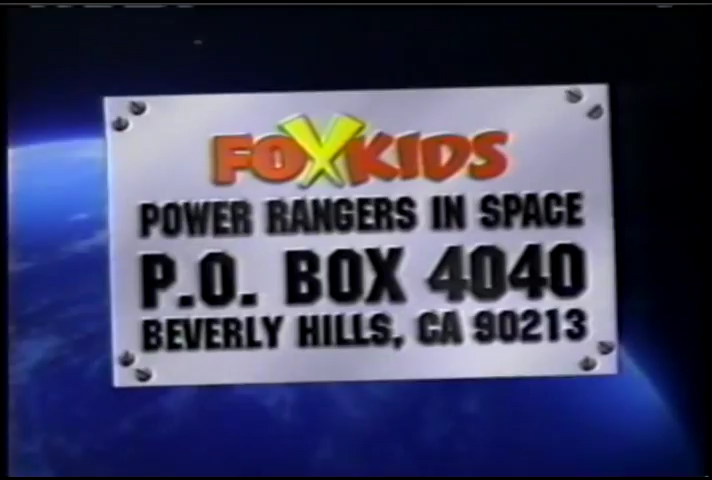 FOXKIDS
POWER RANGERS IN SPACE
P.O. BOX 4040
BEVERLY HILLS, CA 90213